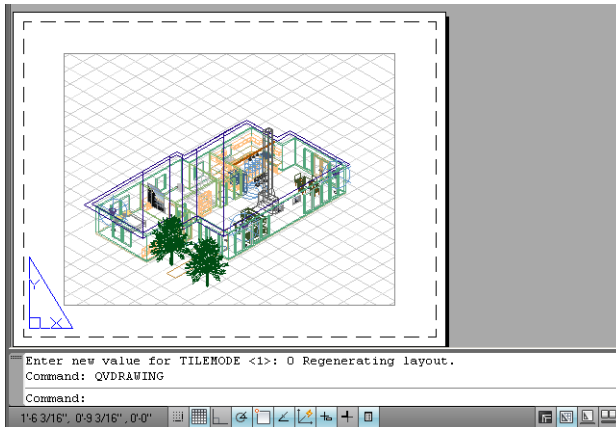 Y
X
Enter new value for TILEMODE <1>: 0 Regenerating layout.
Command: QVDRAWING
Command:
1'-6 3/16", 0'-9 3/16" , 0'-0"